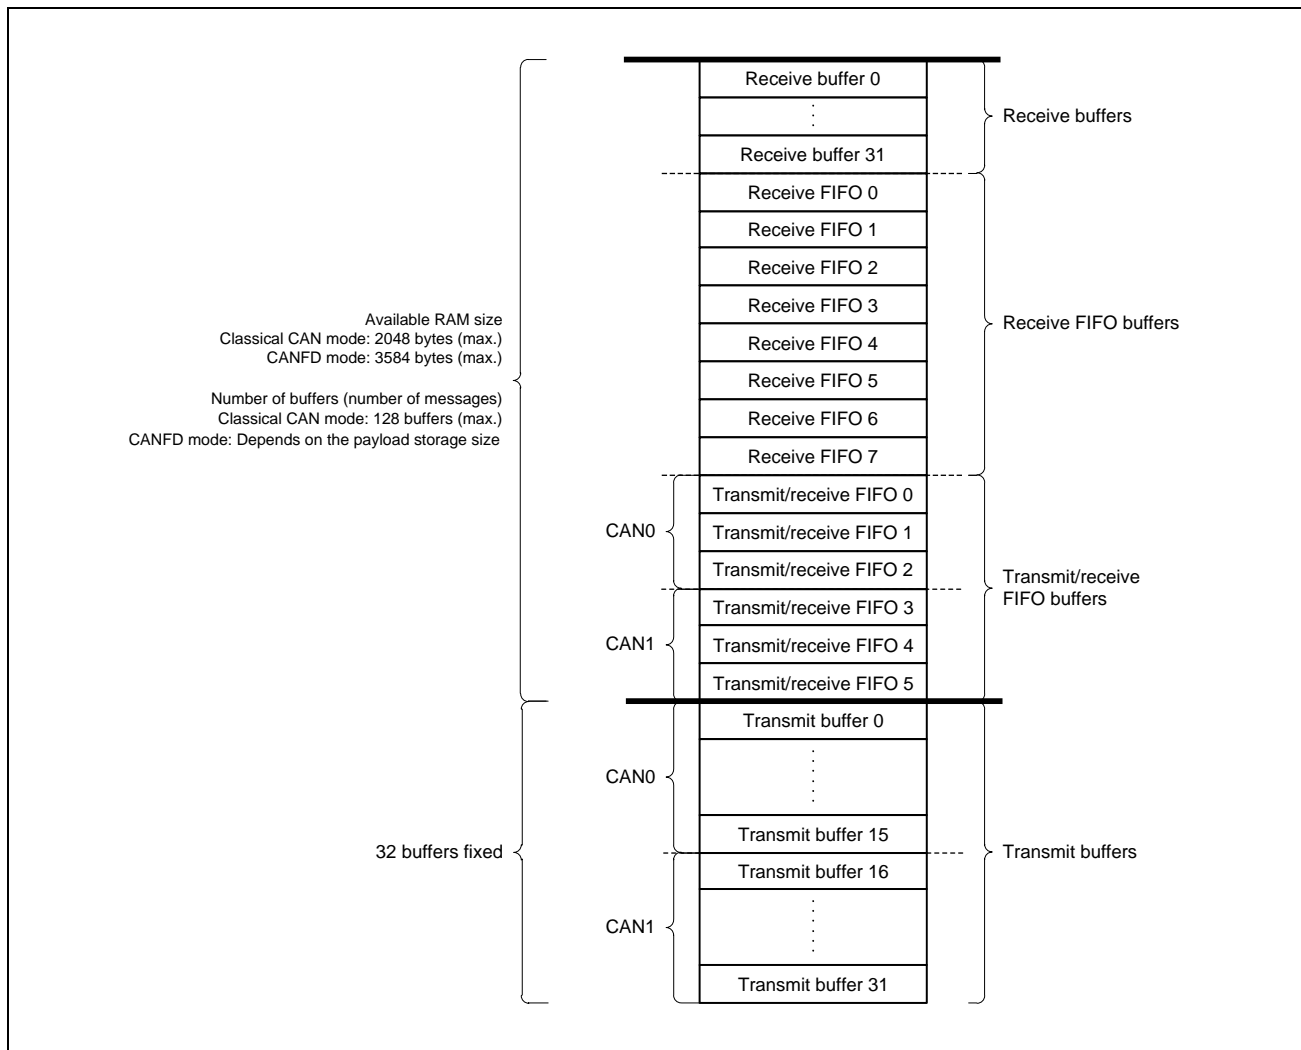 Receive buffer 0
Receive buffer 31
Receive buffers
Receive FIFO 0
Receive FIFO 1
Receive FIFO 2
Receive FIFO 3
Receive FIFO 4
Receive FIFO 5
Receive FIFO 6
Receive FIFO 7
Receive FIFO buffers
Available RAM size
Classical CAN mode: 2048 bytes (max.)
CANFD mode: 3584 bytes (max.)
Number of buffers (number of messages)
Classical CAN mode: 128 buffers (max.)
CANFD mode: Depends on the payload storage size
CAN0
Transmit/receive FIFO 0
Transmit/receive FIFO 1
Transmit/receive FIFO 2
CAN1
Transmit/receive FIFO 3
Transmit/receive FIFO 4
Transmit/receive FIFO 5
Transmit/receive
FIFO buffers
32 buffers fixed
CAN0
Transmit buffer 0
Transmit buffer 15
CAN1
Transmit buffer 16
Transmit buffer 31
Transmit buffers